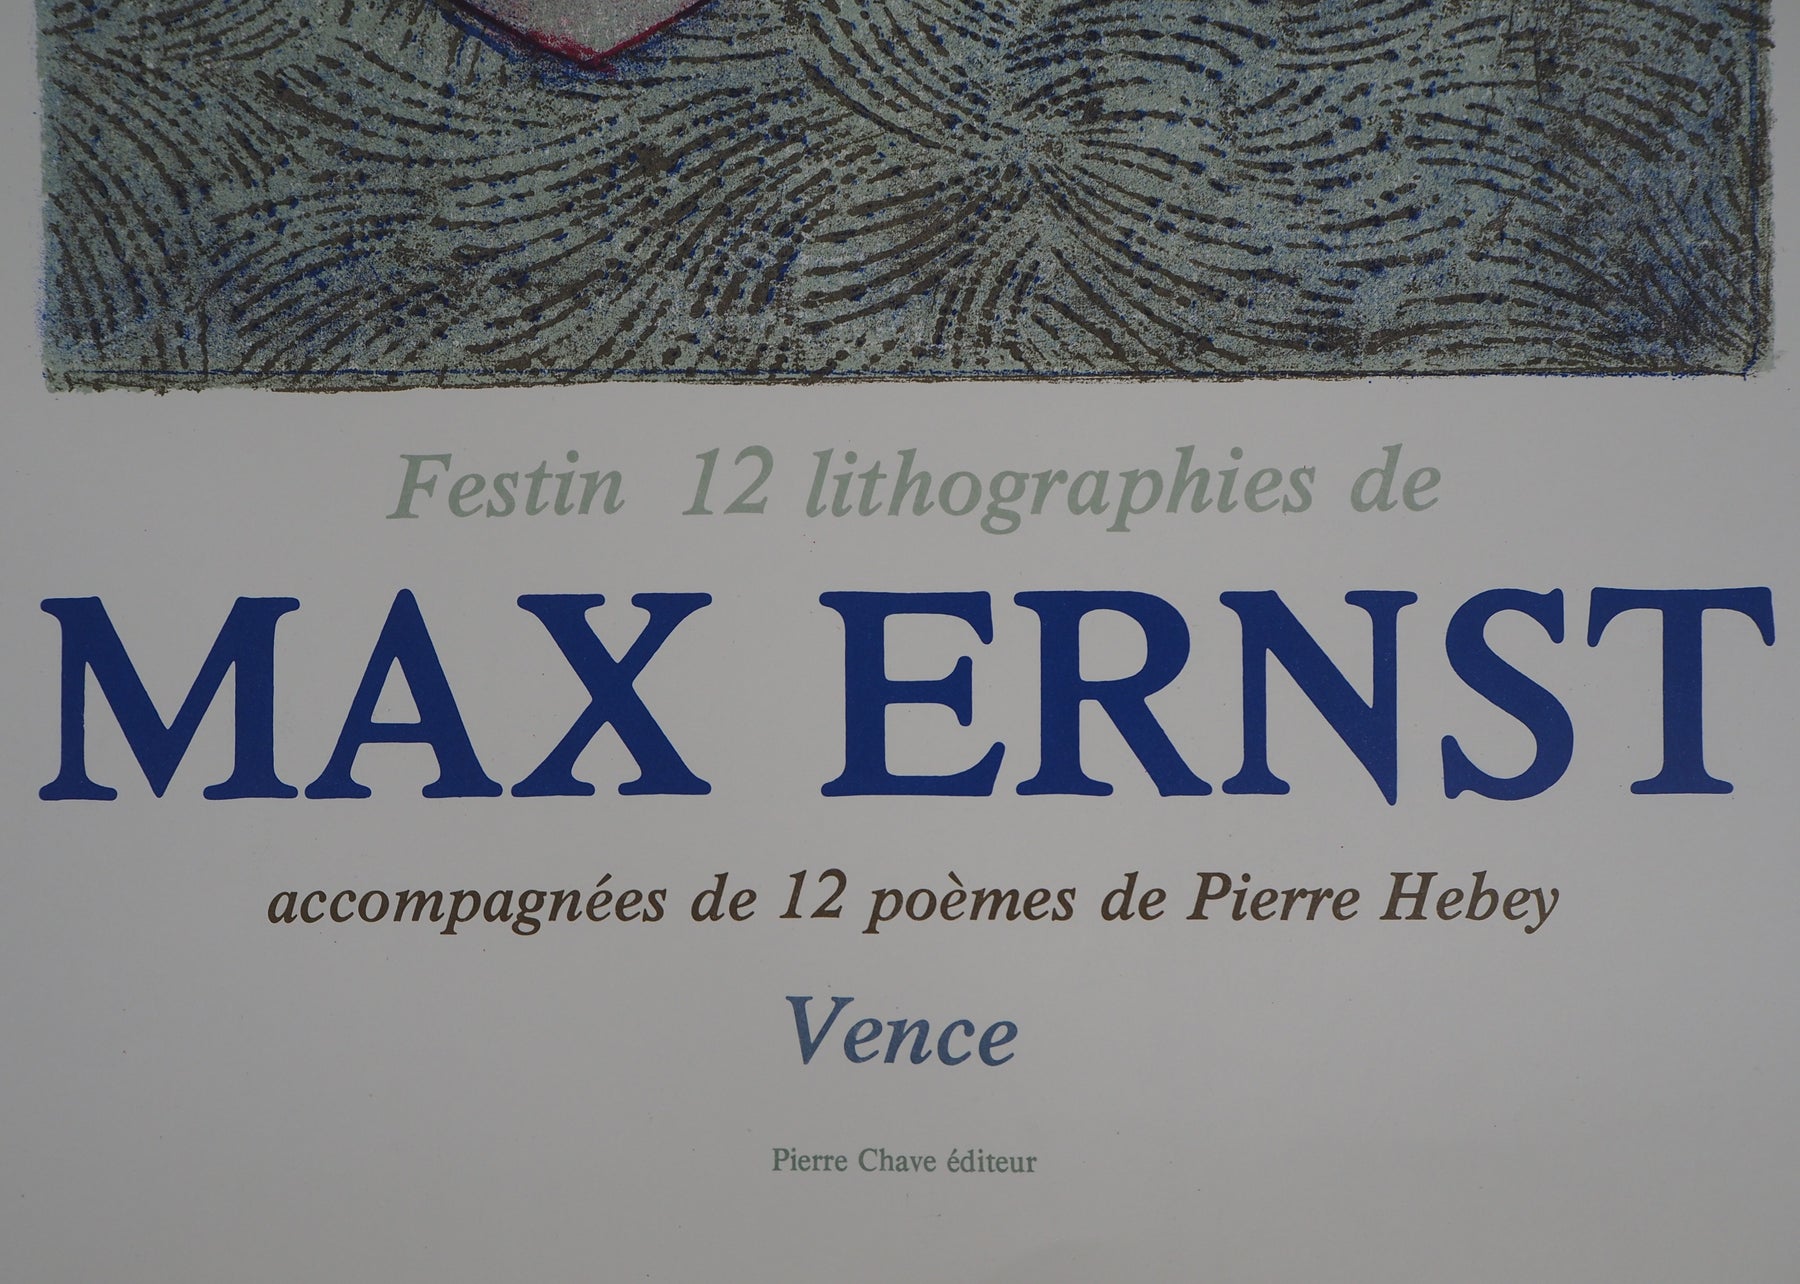 Festin 12 lithographies de
MAX ERNST
accompagnées de 12 poèmes de Pierre Hebey
Vence
Pierre Chave éditeur